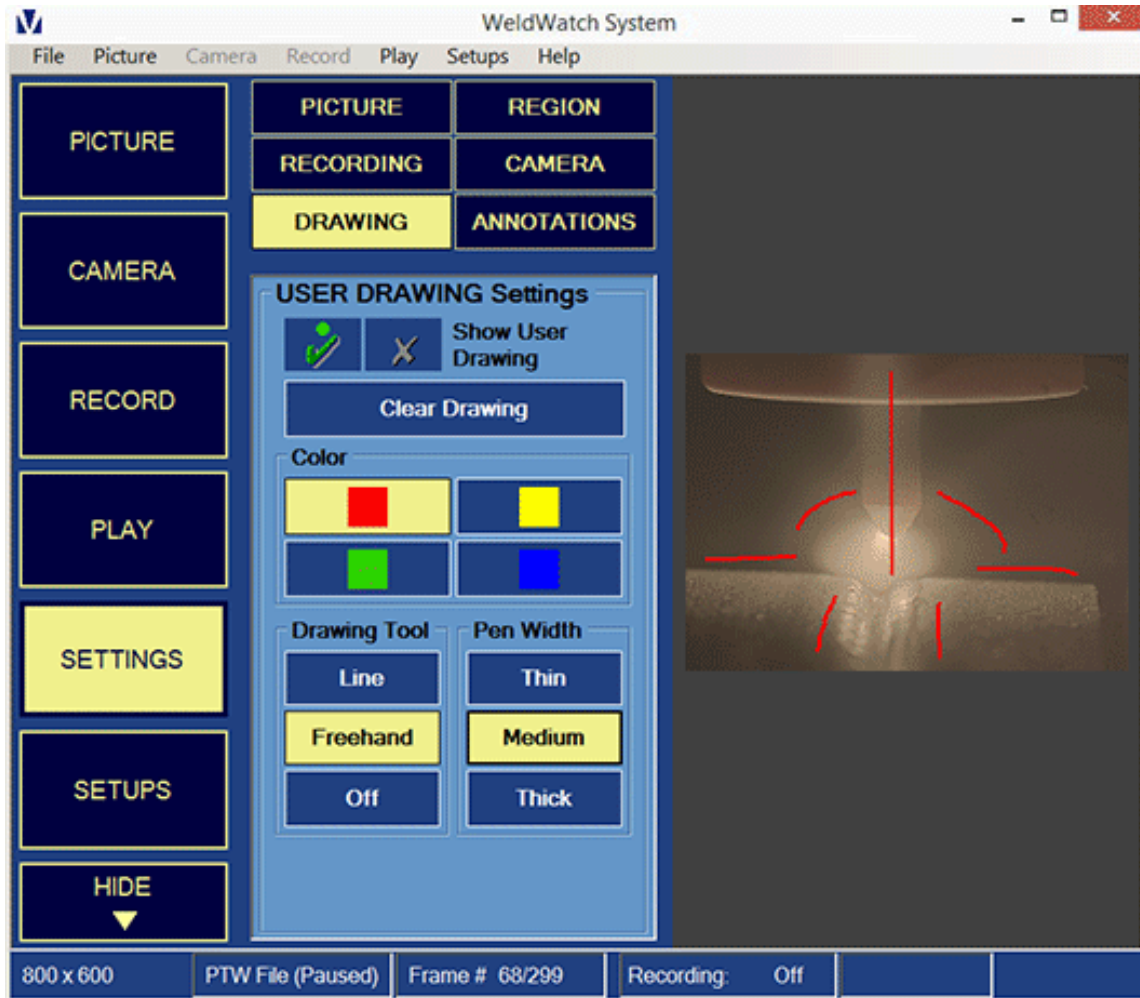 WeldWatch System
File Picture Camera Record Play Setups Help
PICTURE
CAMERA
RECORD
PLAY
SETTINGS
SETUPS
HIDE
PICTURE REGION
RECORDING CAMERA
DRAWING ANNOTATIONS
USER DRAWING Settings
Show User
Drawing
Clear Drawing
Color
Drawing Tool
Line
Freehand
Off
Pen Width
Thin
Medium
Thick
800 x 600 PTW File (Paused) Frame # 68/299 Recording: Off